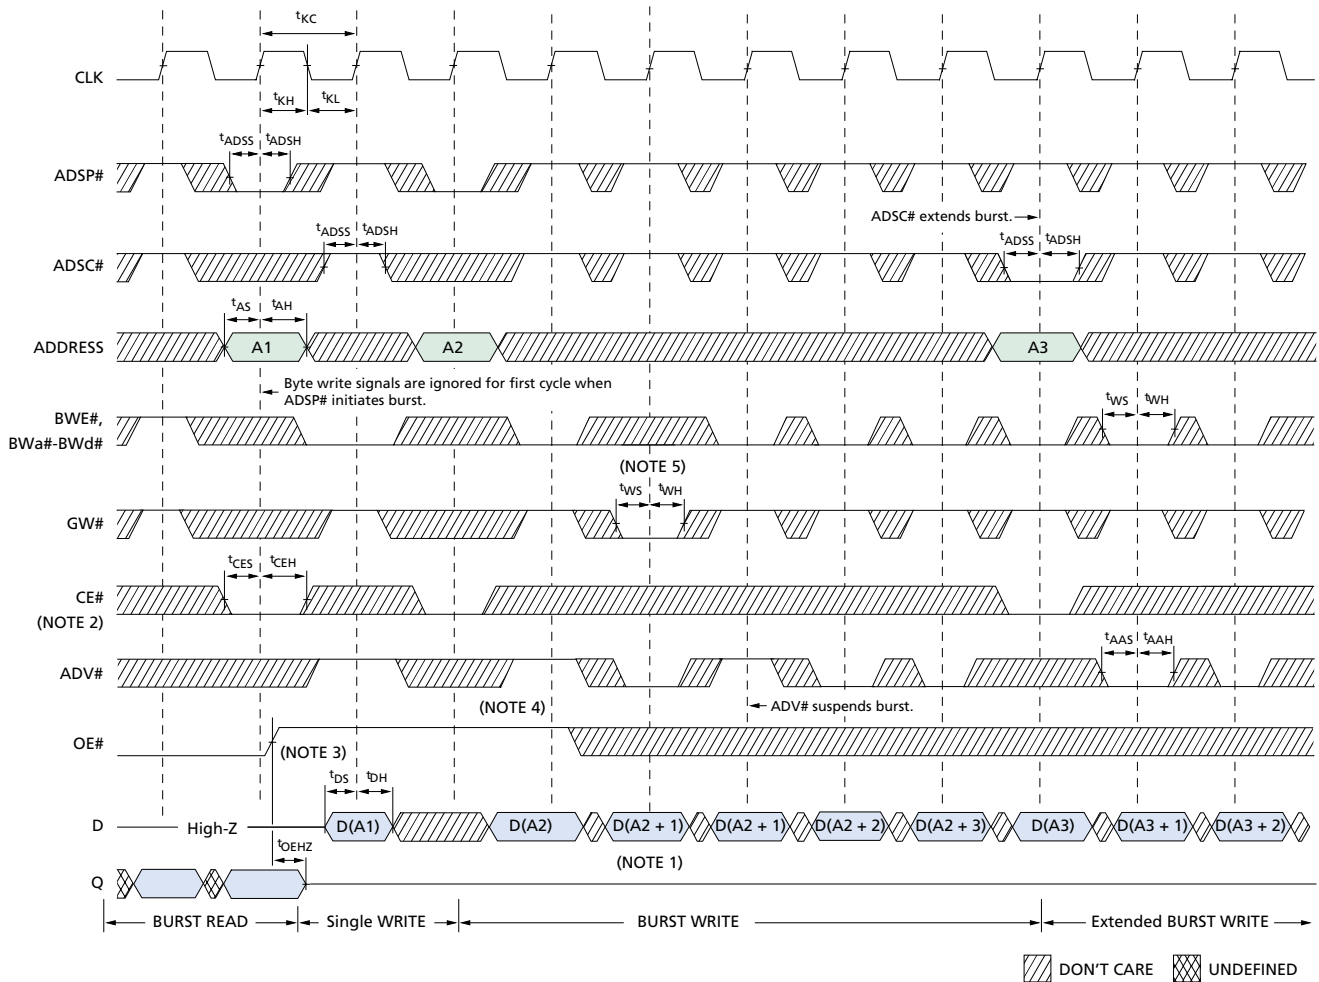 tKC
CLK
tKH
tKL
tADSS
tADSH
ADSP#
ADSC# extends burst.
tADSS
tADSH
tADSS
tADSH
ADSC#
tAS
tAH
ADDRESS
A1
A2
A3
Byte write signals are ignored for first cycle when
ADSP# initiates burst.
BWE#,
BWa#-BWd#
tWS
tWH
(NOTE 5)
tWS
tWH
GW#
tCES
tCEH
CE#
(NOTE 2)
tAAS
tAAH
ADV#
(NOTE 4)
ADV# suspends burst.
OE#
(NOTE 3)
tDS
tDH
D
High-Z
D(A1)
D(A2)
D(A2 + 1)
D(A2 + 1)
D(A2 + 2)
D(A2 + 3)
D(A3)
D(A3 + 1)
D(A3 + 2)
tOEHZ
(NOTE 1)
Q
BURST READ
Single WRITE
BURST WRITE
Extended BURST WRITE
DON'T CARE
UNDEFINED